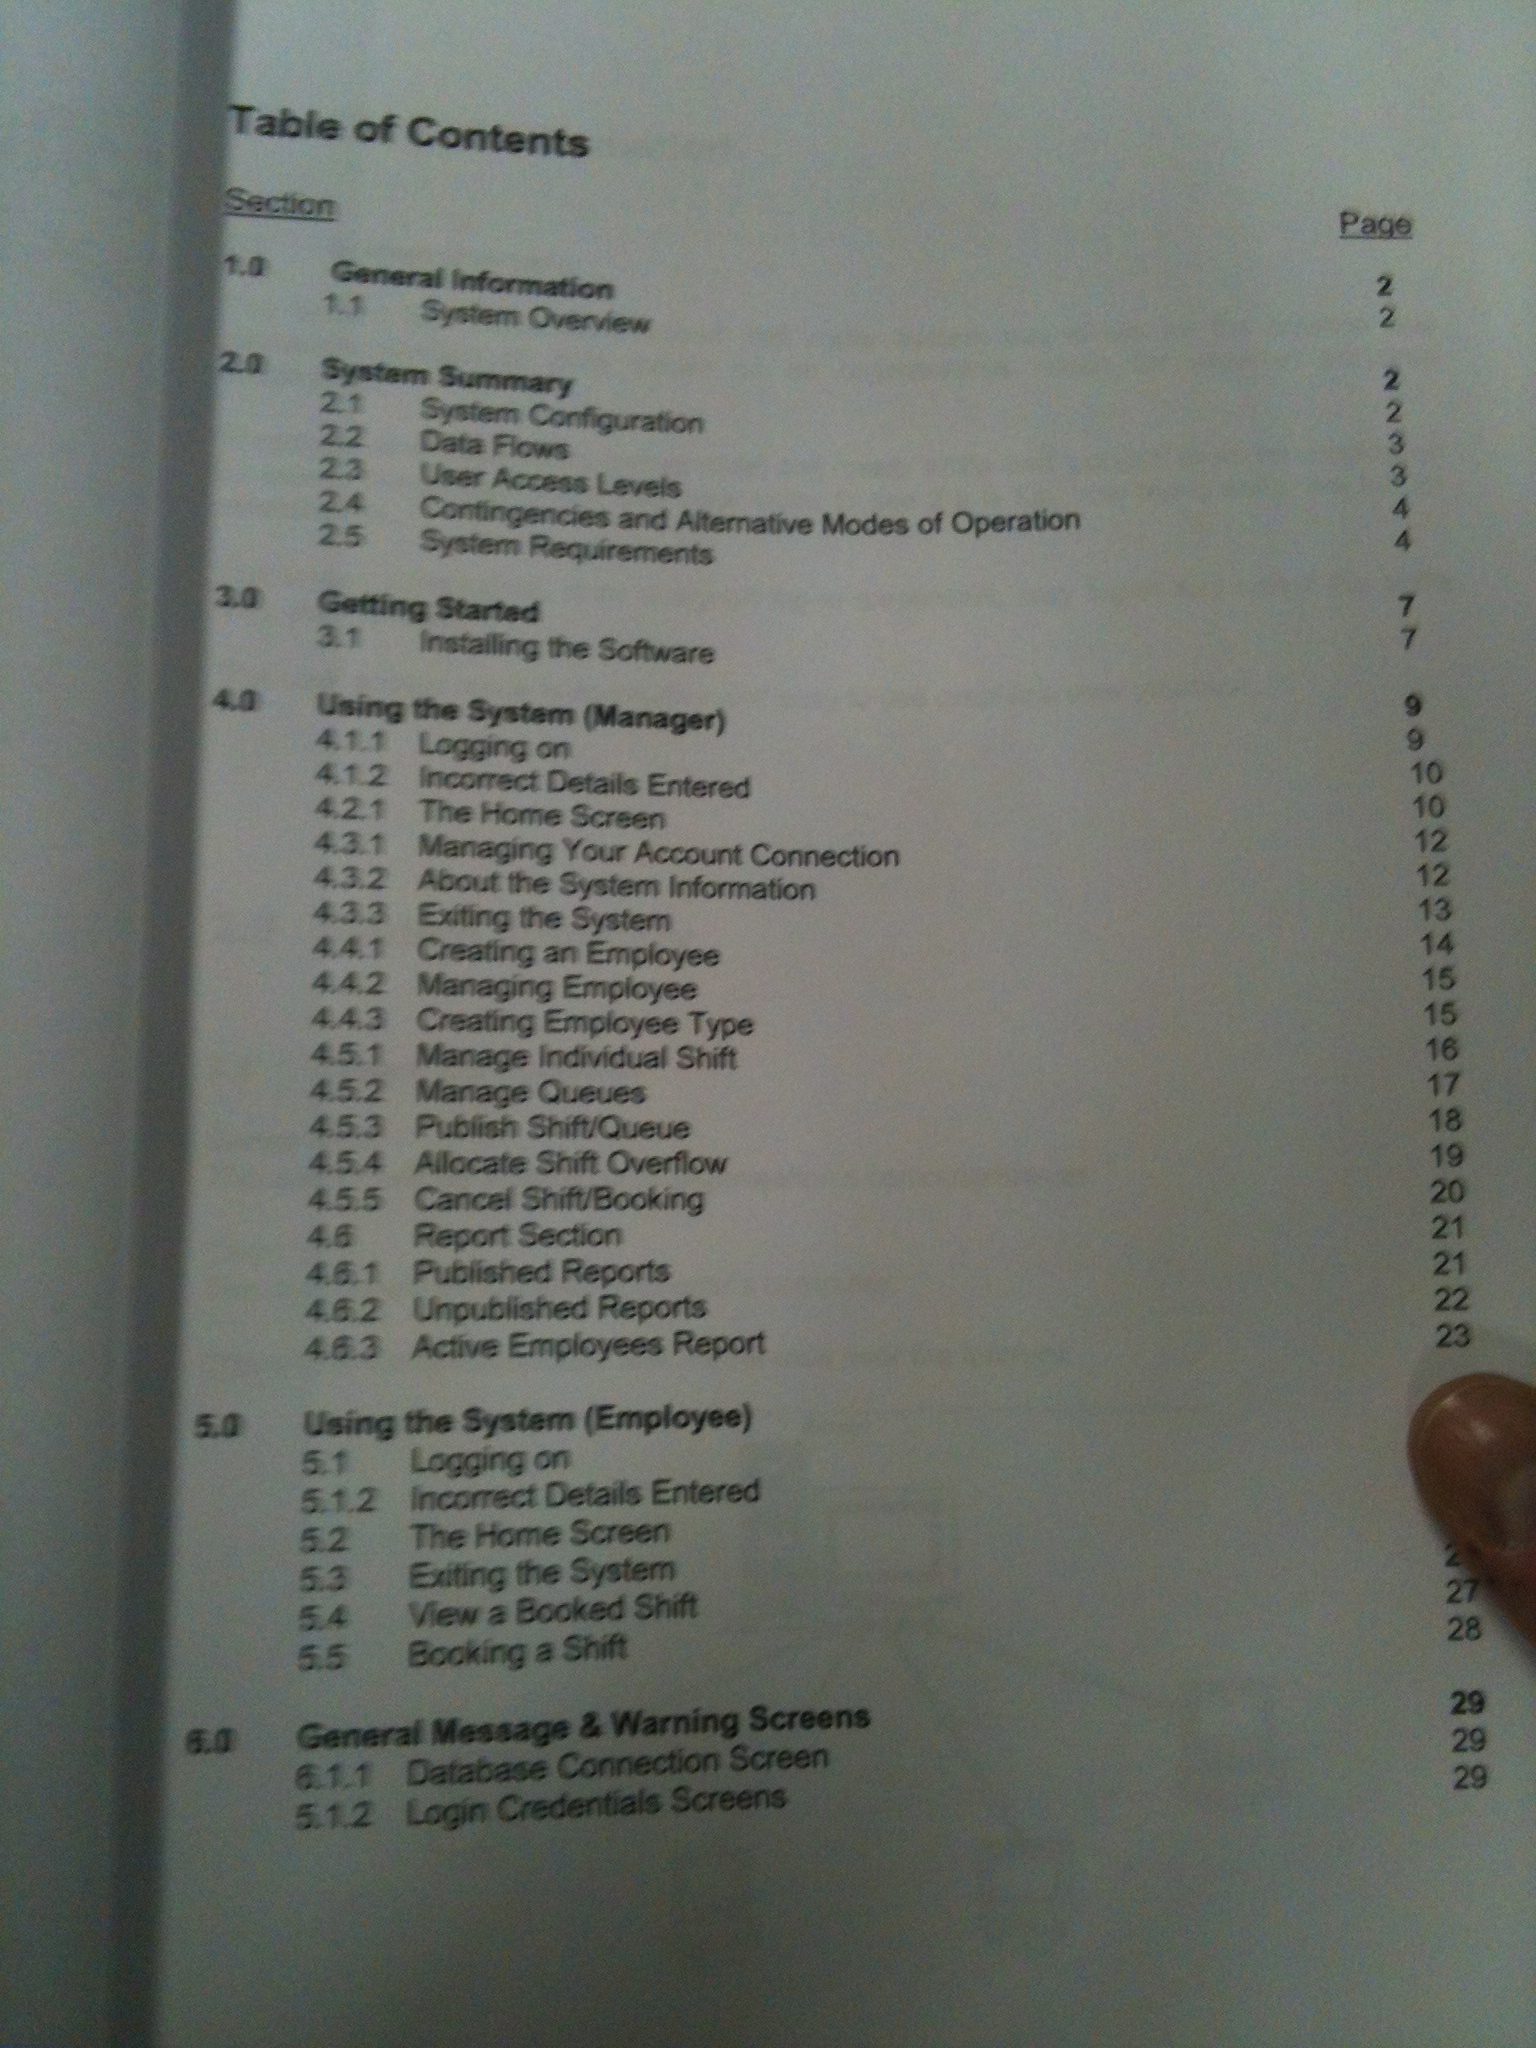 Table of Contents
Section Page
1.0 General Information 2
1.1 System Overview 2
2.0 System Summary 2
2.1 System Configuration 2
2.2 Data Flows 3
2.3 User Access Levels 3
2.4 Contingencies and Alternative Modes of Operation 4
2.5 System Requirements 4
3.0 Getting Started 7
3.1 Installing the Software 7
4.0 Using the System (Manager) 9
4.1.1 Logging on 9
4.1.2 Incorrect Details Entered 10
4.2.1 The Home Screen 10
4.3.1 Managing Your Account Connection 12
4.3.2 About the System Information 12
4.3.3 Exiting the System 13
4.4.1 Creating an Employee 14
4.4.2 Managing Employee 15
4.4.3 Creating Employee Type 15
4.5.1 Manage Individual Shift 16
4.5.2 Manage Queues 17
4.5.3 Publish Shift/Queue 18
4.5.4 Allocate Shift Overflow 19
4.5.5 Cancel Shift/Booking 20
4.6 Report Section 21
4.6.1 Published Reports 21
4.6.2 Unpublished Reports 22
4.6.3 Active Employees Report 23
5.0 Using the System (Employee)
5.1 Logging on
5.1.2 Incorrect Details Entered
5.2 The Home Screen
5.3 Exiting the System
5.4 View a Booked Shift 27
5.5 Booking a Shift 28
6.0 General Message & Warning Screens 29
6.1.1 Database Connection Screen 29
5.1.2 Login Credentials Screens 29